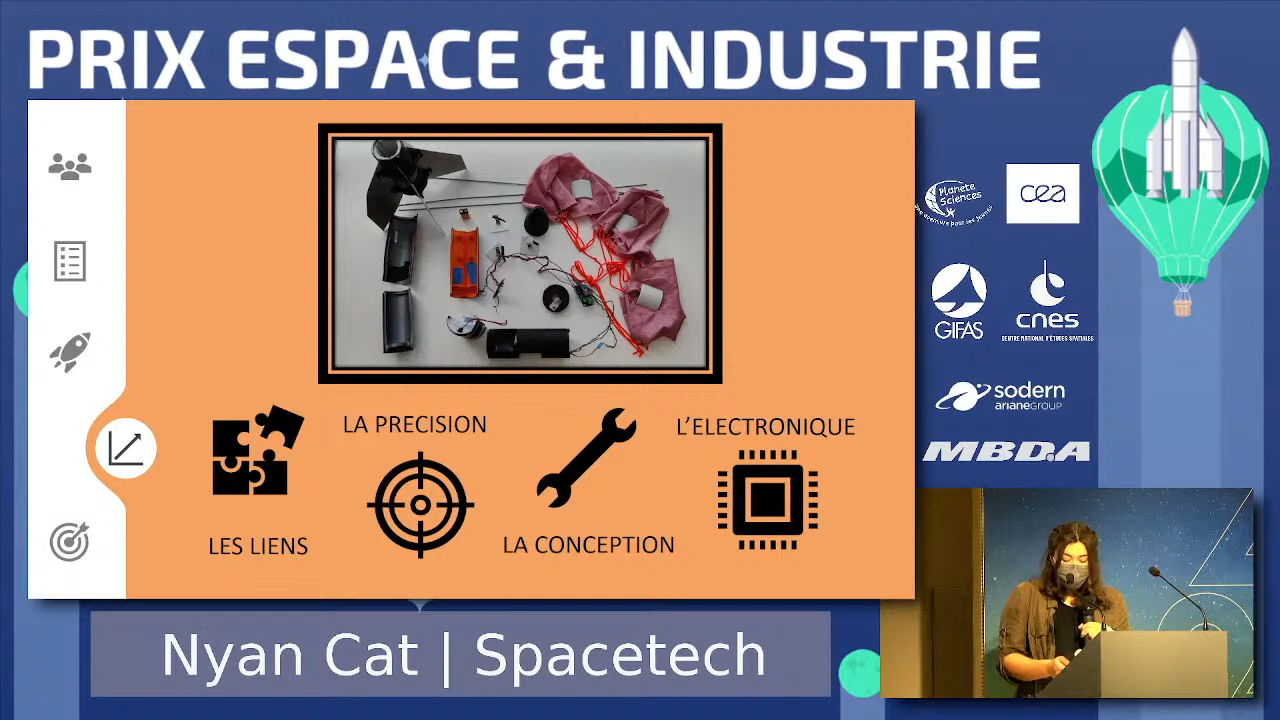 PRIX ESPACE & INDUSTRIE
LA PRECISION
L'ELECTRONIQUE
LES LIENS
LA CONCEPTION
Planète
Sciences
cea
GIFAS
cnes
CENTRE NATIONAL D'ÉTUDES SPATIALES
sodern
ARIANEGROUP
MBDA
Nyan Cat | Spacetech